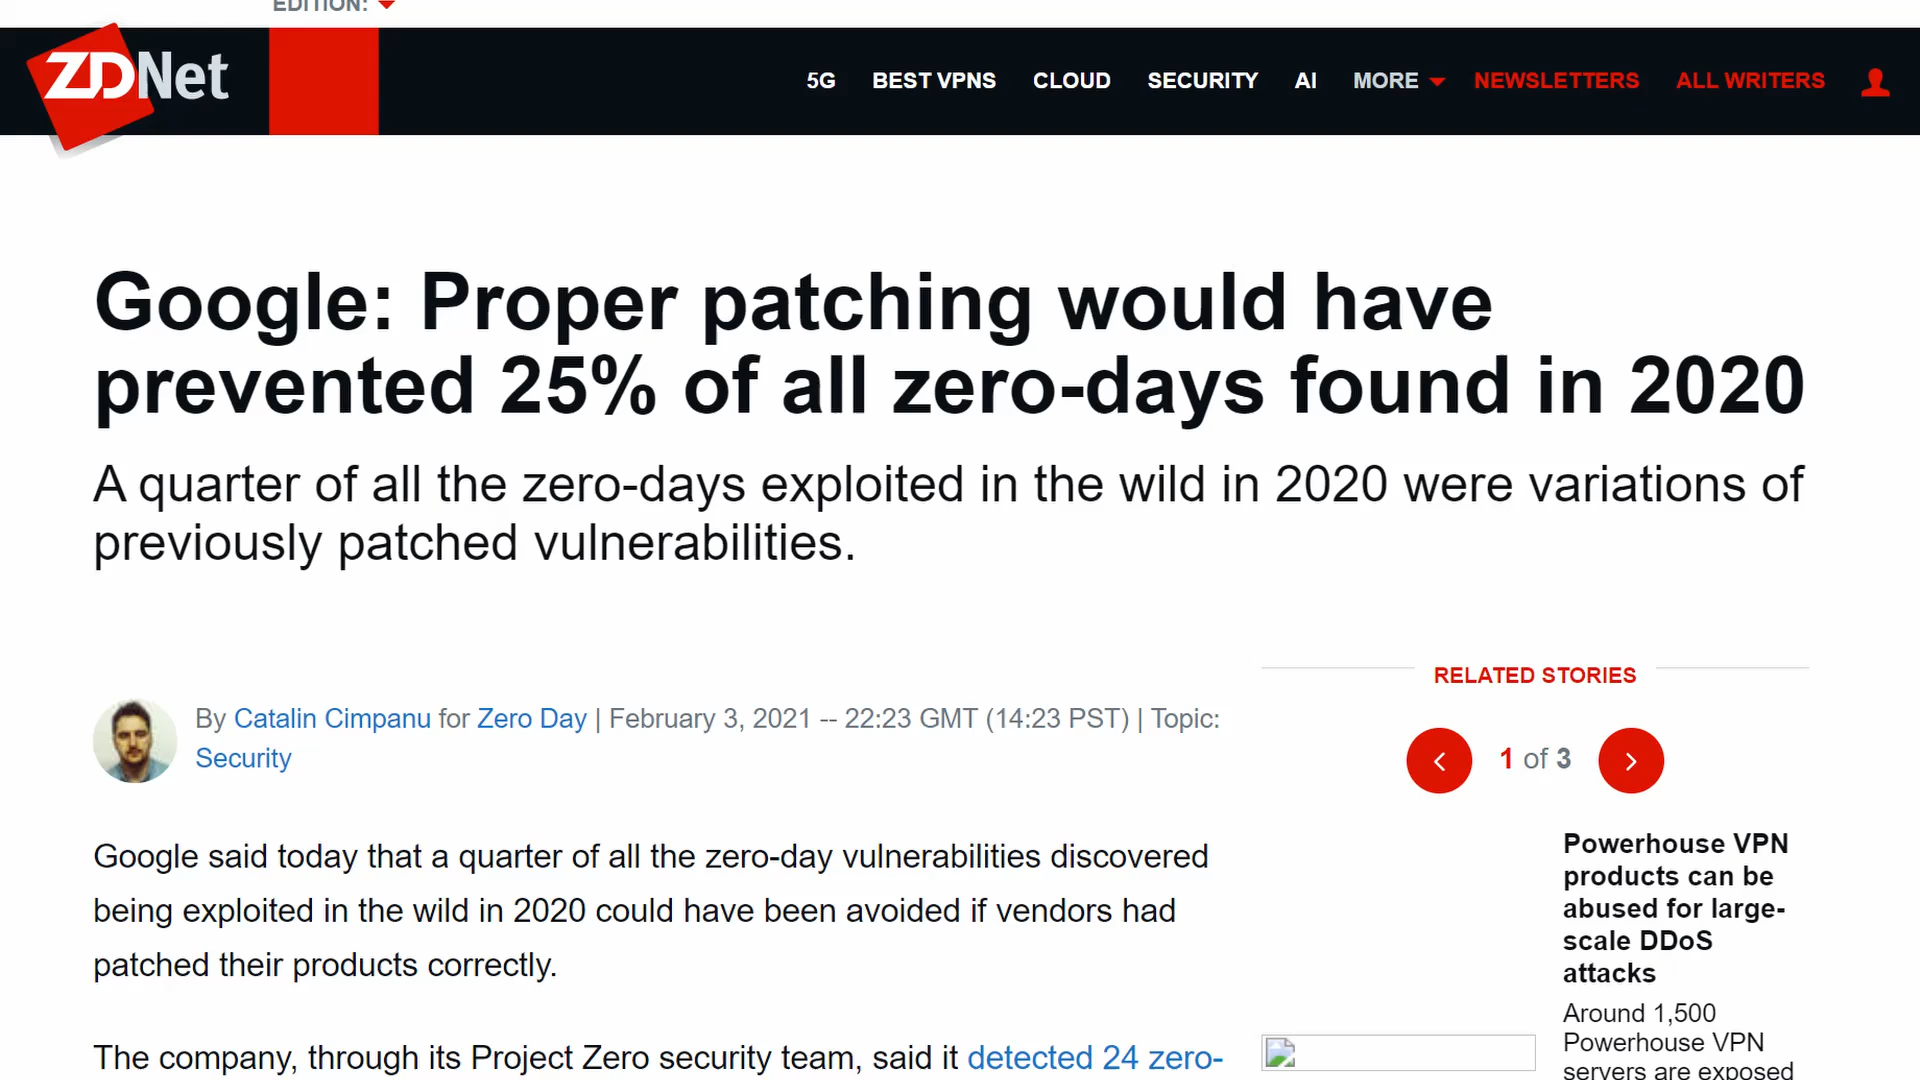 EDITION:
ZDNet
5G BEST VPNS CLOUD SECURITY AI MORE NEWSLETTERS ALL WRITERS
Google: Proper patching would have
prevented 25% of all zero-days found in 2020
A quarter of all the zero-days exploited in the wild in 2020 were variations of
previously patched vulnerabilities.
By Catalin Cimpanu for Zero Day | February 3, 2021 -- 22:23 GMT (14:23 PST) | Topic:
Security
Google said today that a quarter of all the zero-day vulnerabilities discovered
being exploited in the wild in 2020 could have been avoided if vendors had
patched their products correctly.
The company, through its Project Zero security team, said it detected 24 zero-
RELATED STORIES
1 of 3
Powerhouse VPN
products can be
abused for large-
scale DDoS
attacks
Around 1,500
Powerhouse VPN
servers are exposed